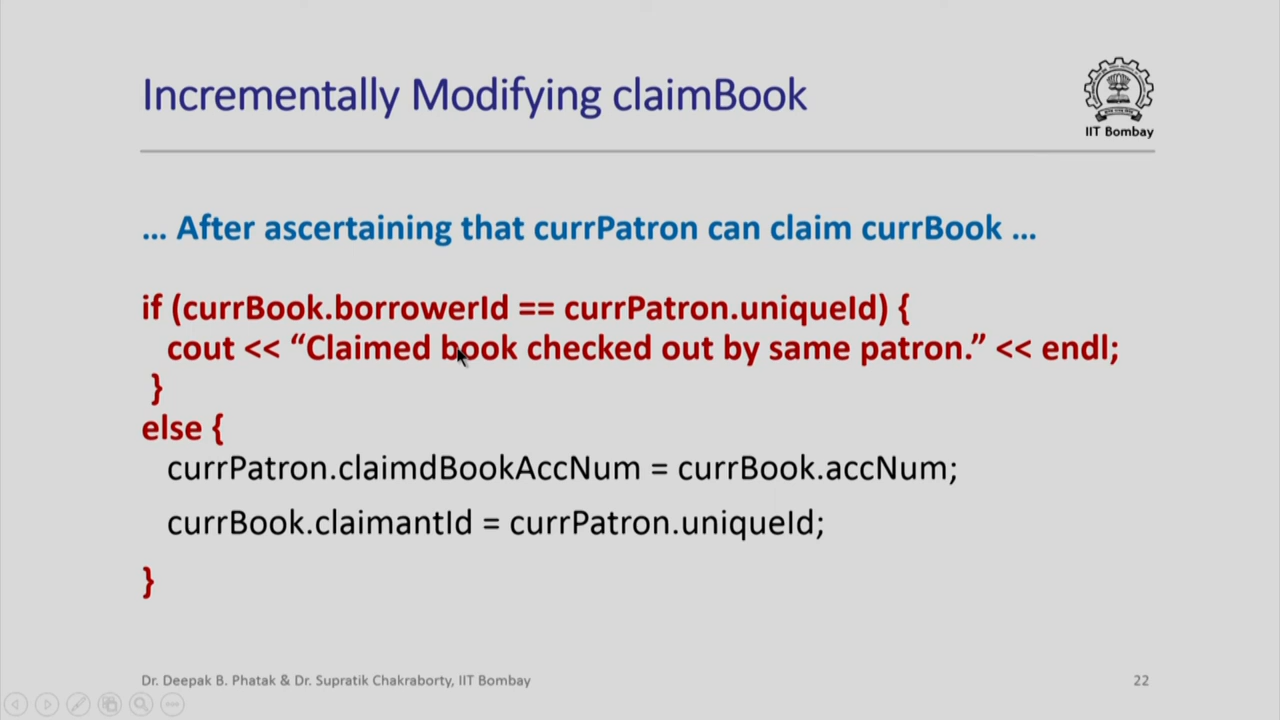 Incrementally Modifying claimBook
IIT Bombay
... After ascertaining that currPatron can claim currBook ...
if (currBook.borrowerId == currPatron.uniqueId) {
cout << “Claimed book checked out by same patron.” << endl;
}
else {
currPatron.claimdBookAccNum = currBook.accNum;
currBook.claimantId = currPatron.uniqueId;
}
Dr. Deepak B. Phatak & Dr. Supratik Chakraborty, IIT Bombay
22